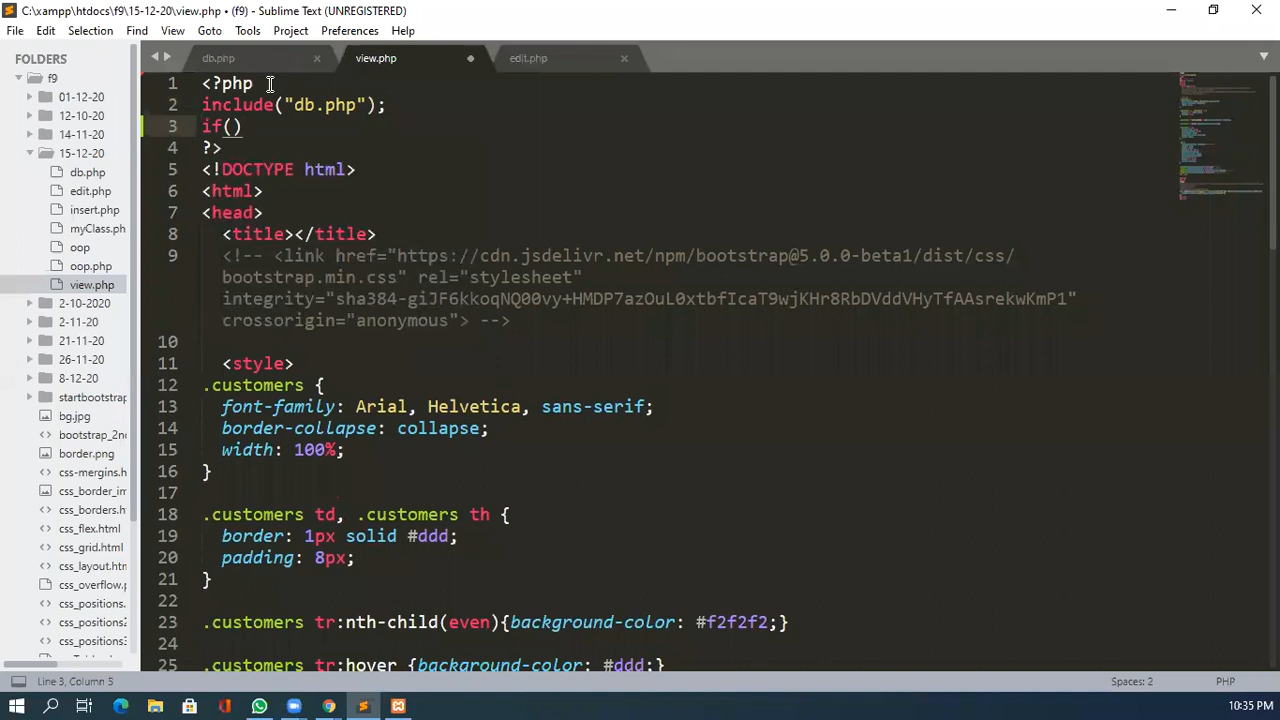 C:\xampp\htdocs\f9\15-12-20\view.php • (f9) - Sublime Text (UNREGISTERED)
File Edit Selection Find View Goto Tools Project Preferences Help
FOLDERS
f9
01-12-20
12-10-20
14-11-20
15-12-20
db.php
edit.php
insert.php
myClass.ph
oop
oop.php
view.php
2-10-2020
2-11-20
21-11-20
26-11-20
8-12-20
startbootstrap
bg.jpg
bootstrap_2nd
border.png
css-mergins.h
css_border_im
css_borders.h
css_flex.html
css_grid.html
css_layout.htm
css_overflow.p
css_positions.
css_positions2
css_positions3
db.php × view.php edit.php ×
1 <?php
2 include("db.php");
3 if()
4 ?>
5 <!DOCTYPE html>
6 <html>
7 <head>
8 <title></title>
9 <!-- <link href="https://cdn.jsdelivr.net/npm/bootstrap@5.0.0-beta1/dist/css/
bootstrap.min.css" rel="stylesheet"
integrity="sha384-giJF6kkoqNQ00vy+HMDP7azOuL0xtbfIcaT9wjKHr8RbDVddVHyTfAAsrekwKmP1"
crossorigin="anonymous"> -->
10
11 <style>
12 .customers {
13 font-family: Arial, Helvetica, sans-serif;
14 border-collapse: collapse;
15 width: 100%;
16 }
17
18 .customers td, .customers th {
19 border: 1px solid #ddd;
20 padding: 8px;
21 }
22
23 .customers tr:nth-child(even){background-color: #f2f2f2;}
24
25 .customers tr:hover {background-color: #ddd;}
Line 3, Column 5
Spaces: 2
PHP
10:35 PM